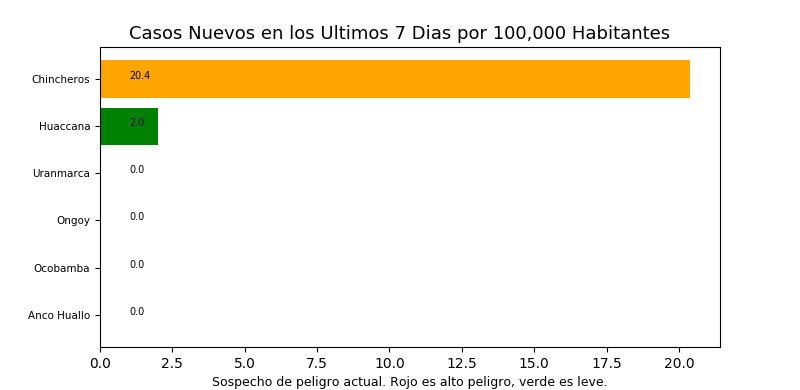 Casos Nuevos en los Ultimos 7 Dias por 100,000 Habitantes
Chincheros 20.4
Huaccana 2.0
Uranmarca 0.0
Ongoy 0.0
Ocobamba 0.0
Anco Huallo 0.0
0.0 2.5 5.0 7.5 10.0 12.5 15.0 17.5 20.0
Sospecho de peligro actual. Rojo es alto peligro, verde es leve.